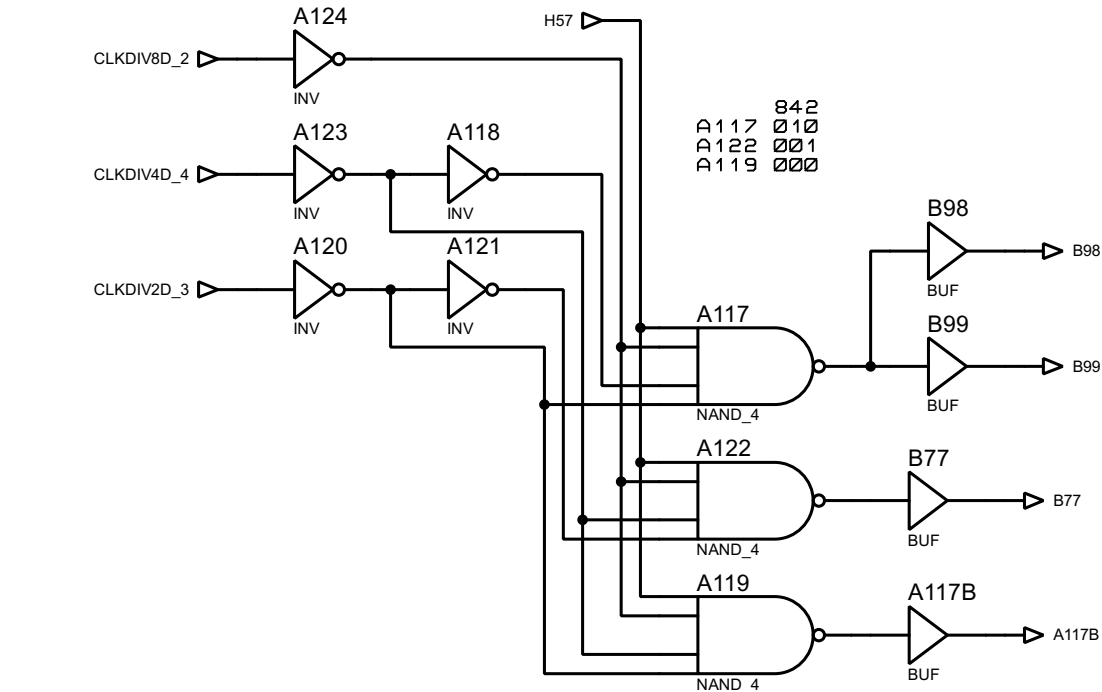 A124
H57
CLKDIV8D_2
INV
842
A117 010
A122 001
A119 000
A123
A118
CLKDIV4D_4
INV
INV
B98
B98
BUF
A120
A121
CLKDIV2D_3
INV
INV
A117
B99
B99
NAND_4
BUF
A122
B77
B77
NAND_4
BUF
A119
A117B
A117B
NAND_4
BUF